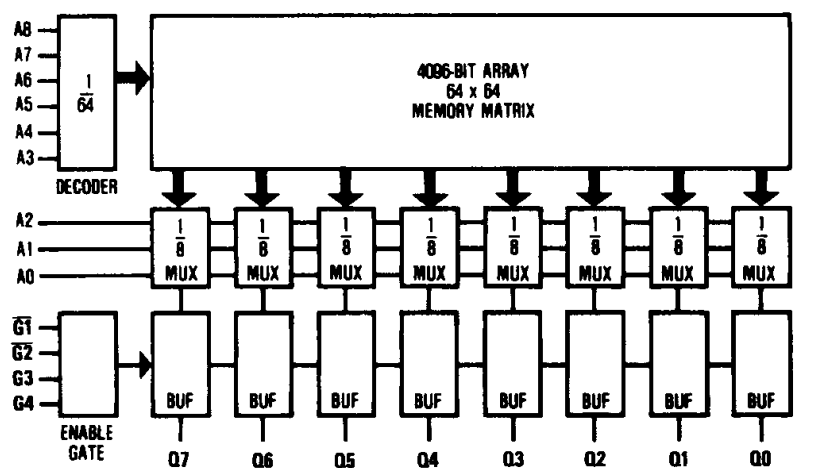 A8
A7
A6
A5
A4
A3
1
64
DECODER
4096-BIT ARRAY
64 x 64
MEMORY MATRIX
A2
A1
A0
1 1 1 1 1 1 1 1
8 8 8 8 8 8 8 8
MUX MUX MUX MUX MUX MUX MUX MUX
G1
G2
G3
G4
ENABLE
GATE
BUF BUF BUF BUF BUF BUF BUF BUF
Q7 Q6 Q5 Q4 Q3 Q2 Q1 Q0